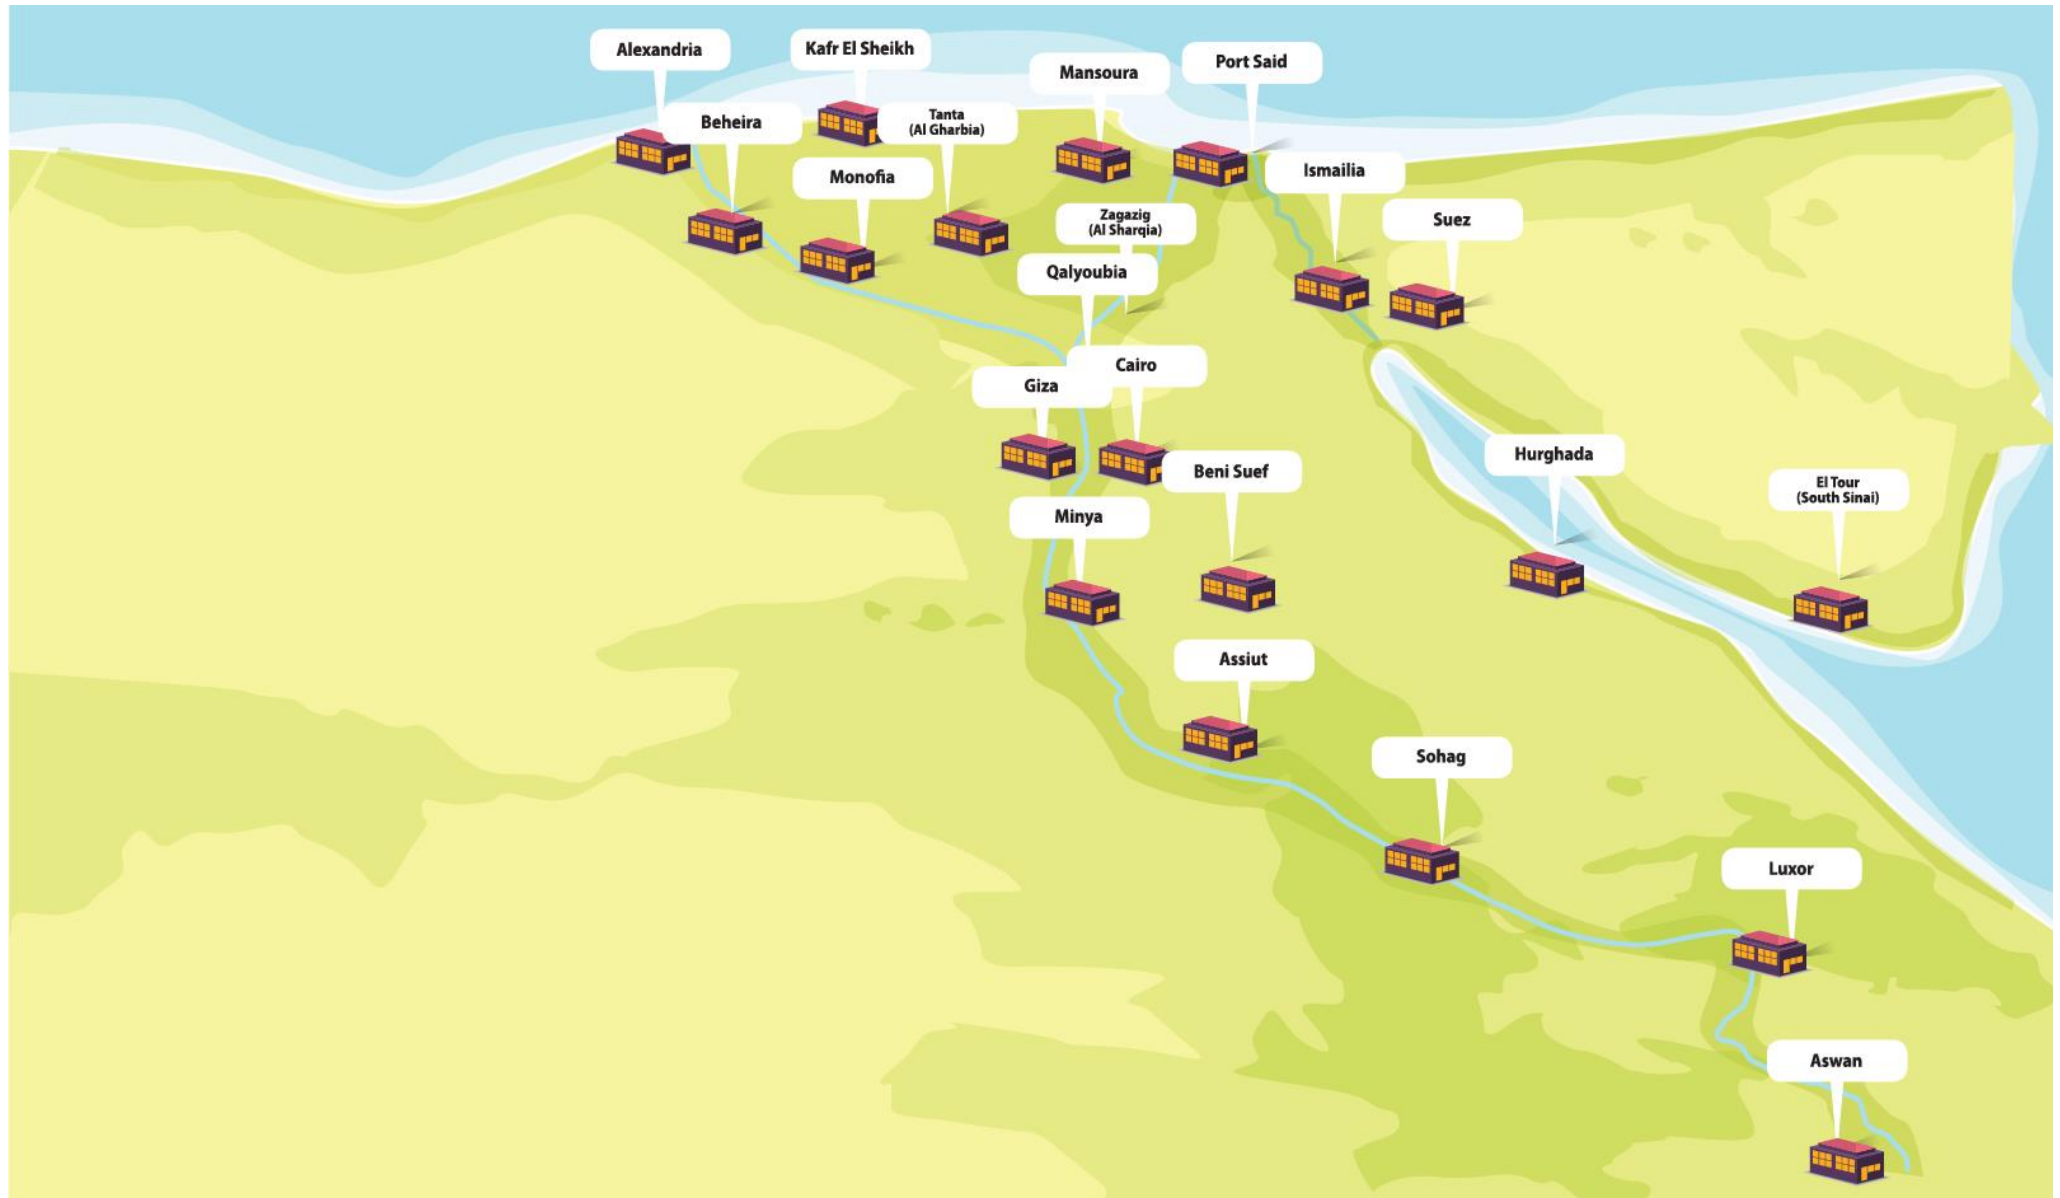 Alexandria
Kafr El Sheikh
Mansoura
Port Said
Beheira
Tanta
(Al Gharbia)
Monofia
Ismailia
Zagazig
(Al Sharqia)
Suez
Qalyoubia
Cairo
Giza
Hurghada
Beni Suef
El Tour
(South Sinai)
Minya
Assiut
Sohag
Luxor
Aswan